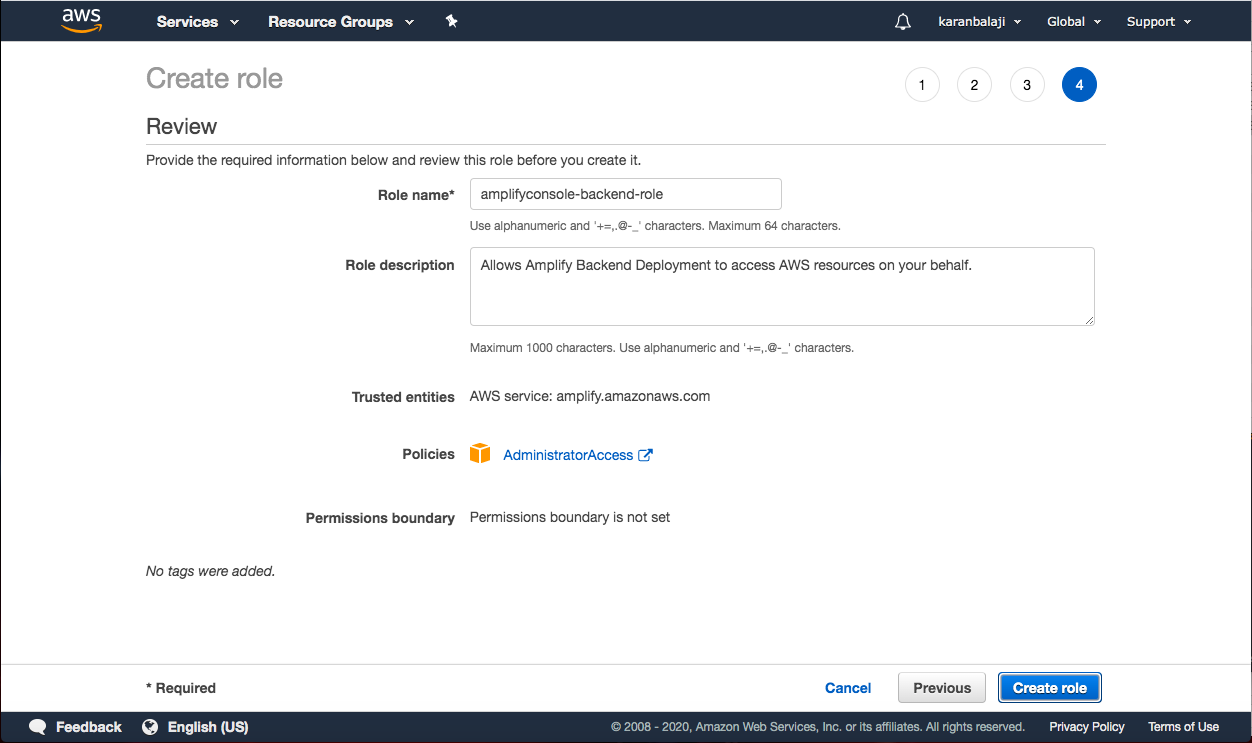 aws Services Resource Groups karanbalaji Global Support
Create role 1 2 3 4
Review
Provide the required information below and review this role before you create it.
Role name* amplifyconsole-backend-role
Use alphanumeric and '+=,.@-_' characters. Maximum 64 characters.
Role description Allows Amplify Backend Deployment to access AWS resources on your behalf.
Maximum 1000 characters. Use alphanumeric and '+=,.@-_' characters.
Trusted entities AWS service: amplify.amazonaws.com
Policies AdministratorAccess
Permissions boundary Permissions boundary is not set
No tags were added.
* Required Cancel Previous Create role
Feedback English (US) © 2008 - 2020, Amazon Web Services, Inc. or its affiliates. All rights reserved. Privacy Policy Terms of Use